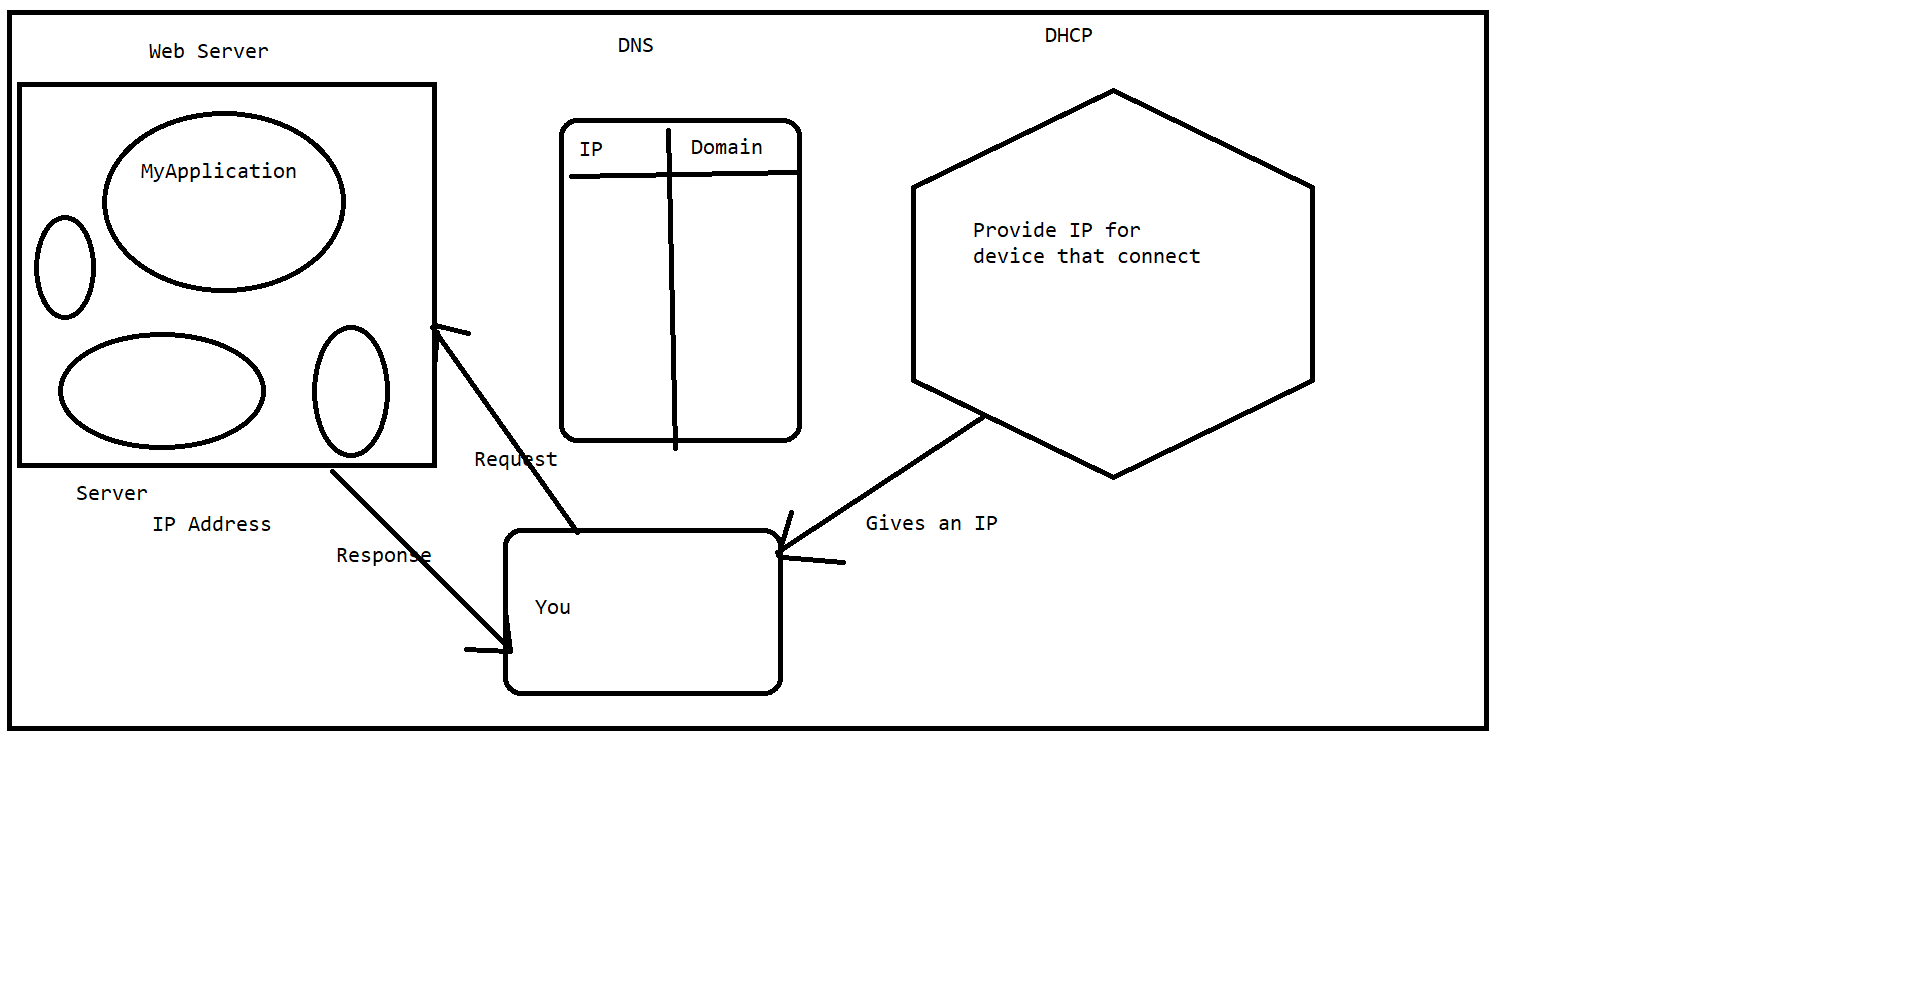 Web Server
DNS
DHCP
MyApplication
IP
Domain
Provide IP for
device that connect
Request
Server
IP Address
Response
Gives an IP
You